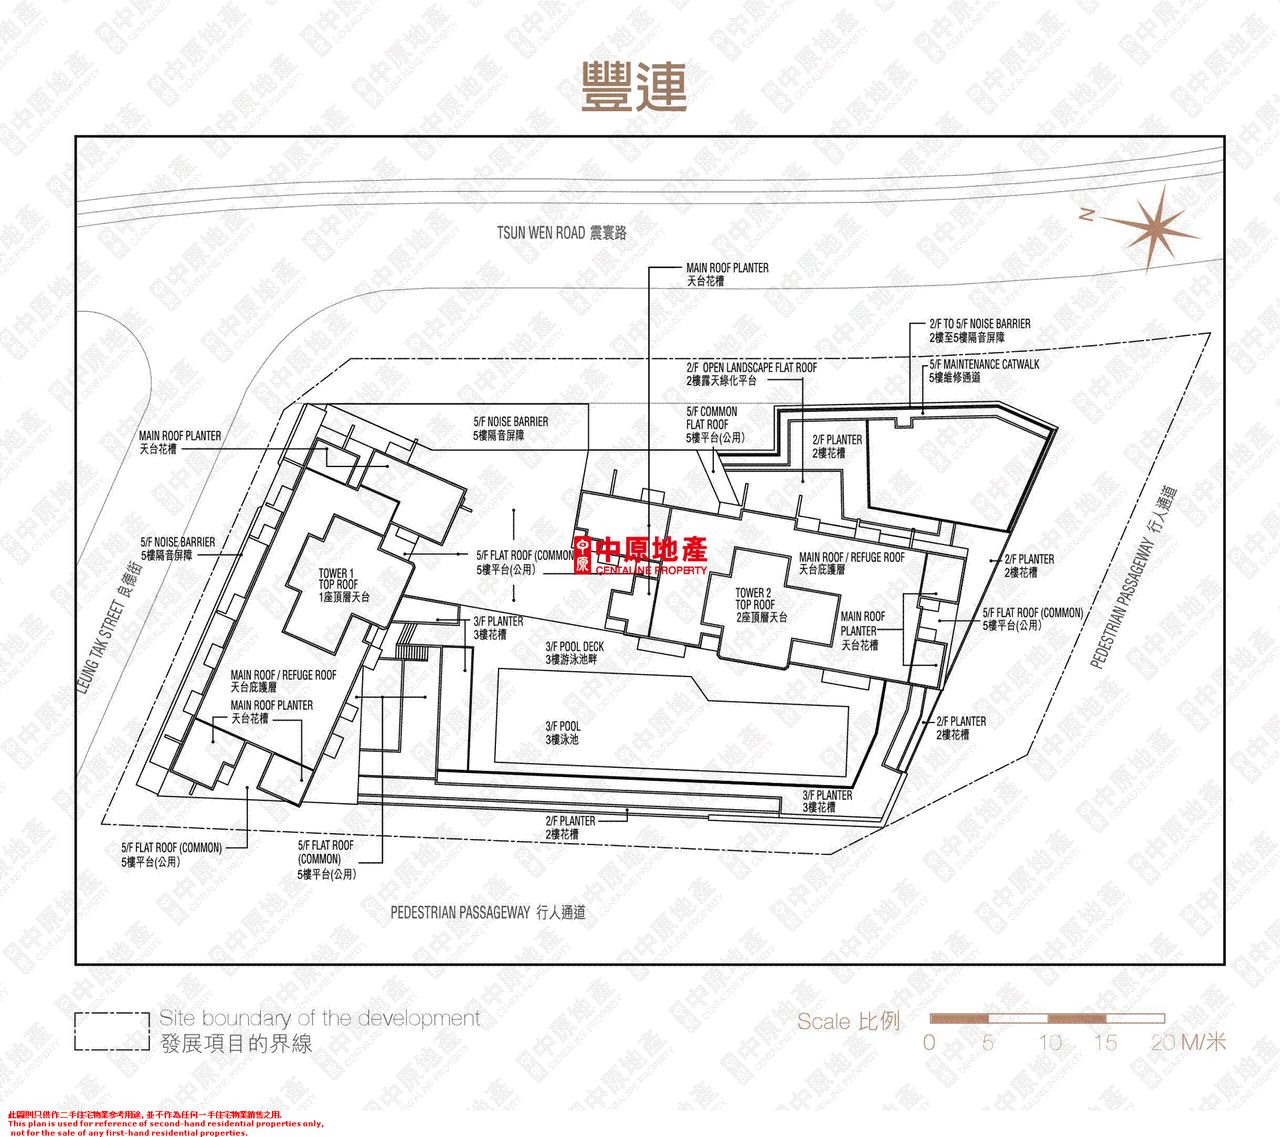 豐連
TSUN WEN ROAD 震寰路
N
MAIN ROOF PLANTER
天台花槽
2/F TO 5/F NOISE BARRIER
2樓至5樓隔音屏障
5/F MAINTENANCE CATWALK
5樓維修通道
2/F OPEN LANDSCAPE FLAT ROOF
2樓露天綠化平台
5/F COMMON
FLAT ROOF
5樓平台(公用)
5/F NOISE BARRIER
5樓隔音屏障
MAIN ROOF PLANTER
天台花槽
2/F PLANTER
2樓花槽
5/F NOISE BARRIER
5樓隔音屏障
5/F FLAT ROOF (COMMON
5樓平台(公用)
中原地產
CENTALINE PROPERTY
MAIN ROOF / REFUGE ROOF
天台庇護層
2/F PLANTER
2樓花槽
TOWER 1
TOP ROOF
1座頂層天台
TOWER 2
TOP ROOF
2座頂層天台
MAIN ROOF
PLANTER
天台花槽
5/F FLAT ROOF (COMMON)
5樓平台(公用)
3/F PLANTER
3樓花槽
3/F POOL DECK
3樓游泳池畔
LEUNG TAK STREET 良德街
PEDESTRIAN PASSAGEWAY 行人通道
MAIN ROOF / REFUGE ROOF
天台庇護層
MAIN ROOF PLANTER
天台花槽
3/F POOL
3樓泳池
2/F PLANTER
2樓花槽
3/F PLANTER
3樓花槽
2/F PLANTER
2樓花槽
5/F FLAT ROOF (COMMON)
5樓平台(公用)
5/F FLAT ROOF
(COMMON)
5樓平台(公用)
PEDESTRIAN PASSAGEWAY 行人通道
Site boundary of the development
發展項目的界線
Scale 比例
0 5 10 15 20 M/米
此圖則只供作二手住宅物業參考用途, 並不作為任何一手住宅物業銷售之用.
This plan is used for reference of second-hand residential properties only,
not for the sale of any first-hand residential properties.